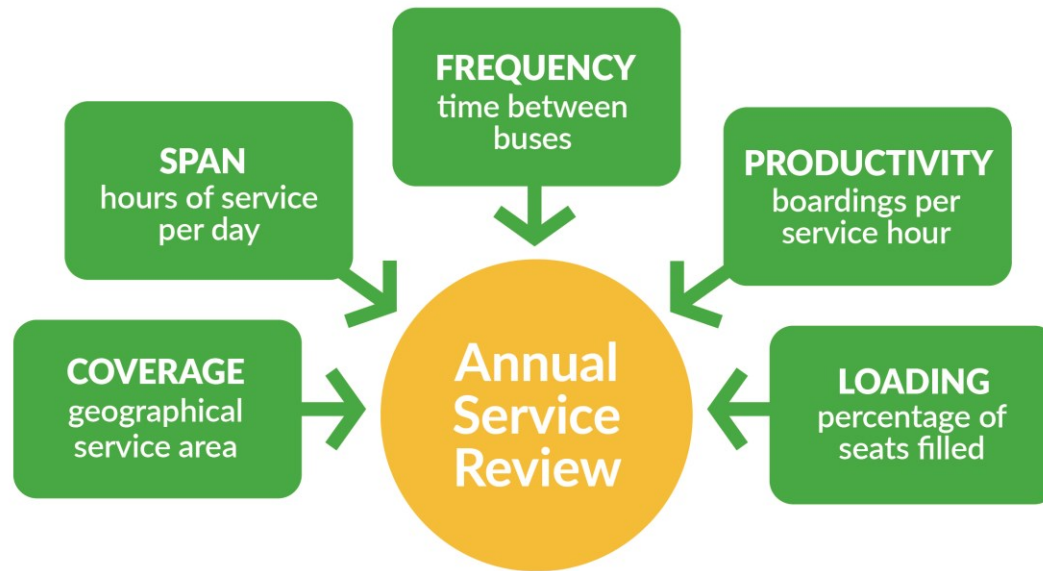 FREQUENCY
time between
buses
SPAN
hours of service
per day
PRODUCTIVITY
boardings per
service hour
COVERAGE
geographical
service area
Annual
Service
Review
LOADING
percentage of
seats filled